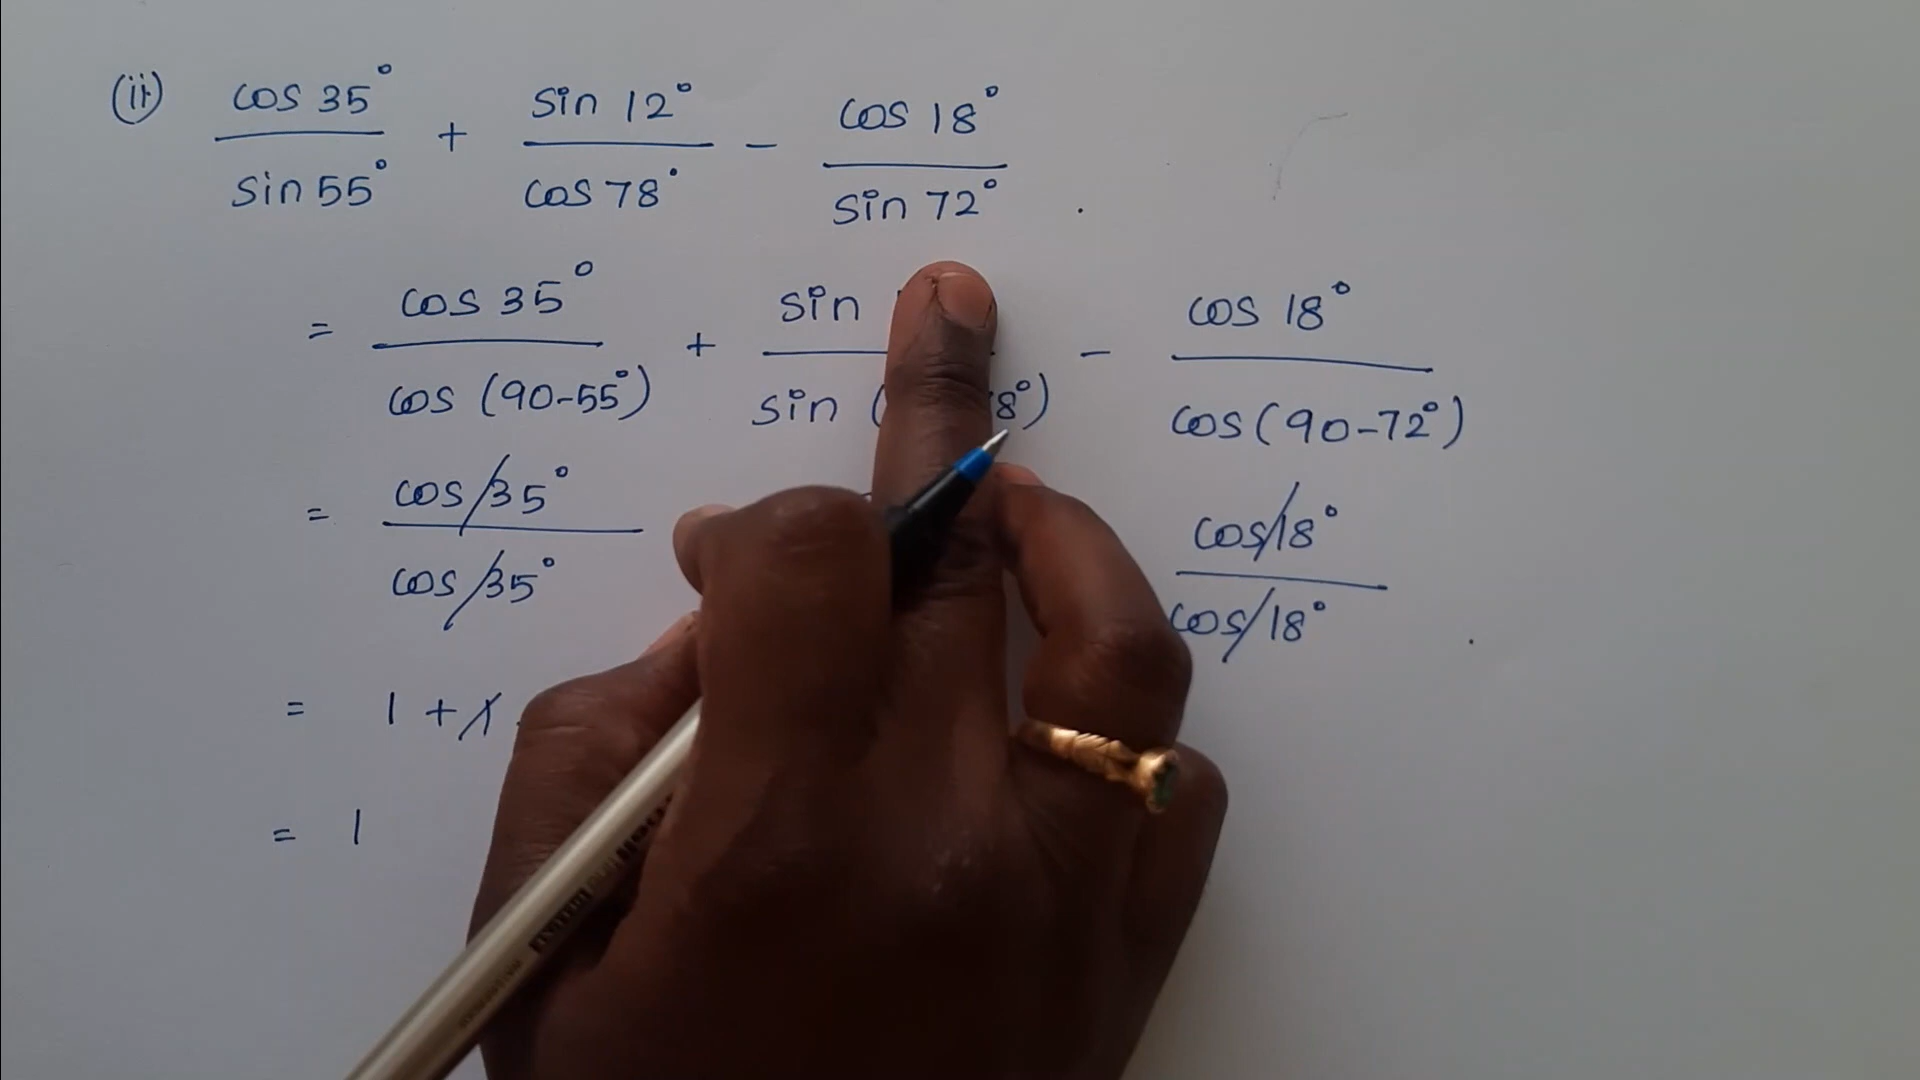 (ii) cos 35° / sin 55° + sin 12° / cos 78° - cos 18° / sin 72° .
= cos 35° / cos (90-55°) + sin / sin ( 8°) - cos 18° / cos (90-72°)
= cos 35° / cos 35° cos 18° / cos 18°
= 1 + 1
= 1